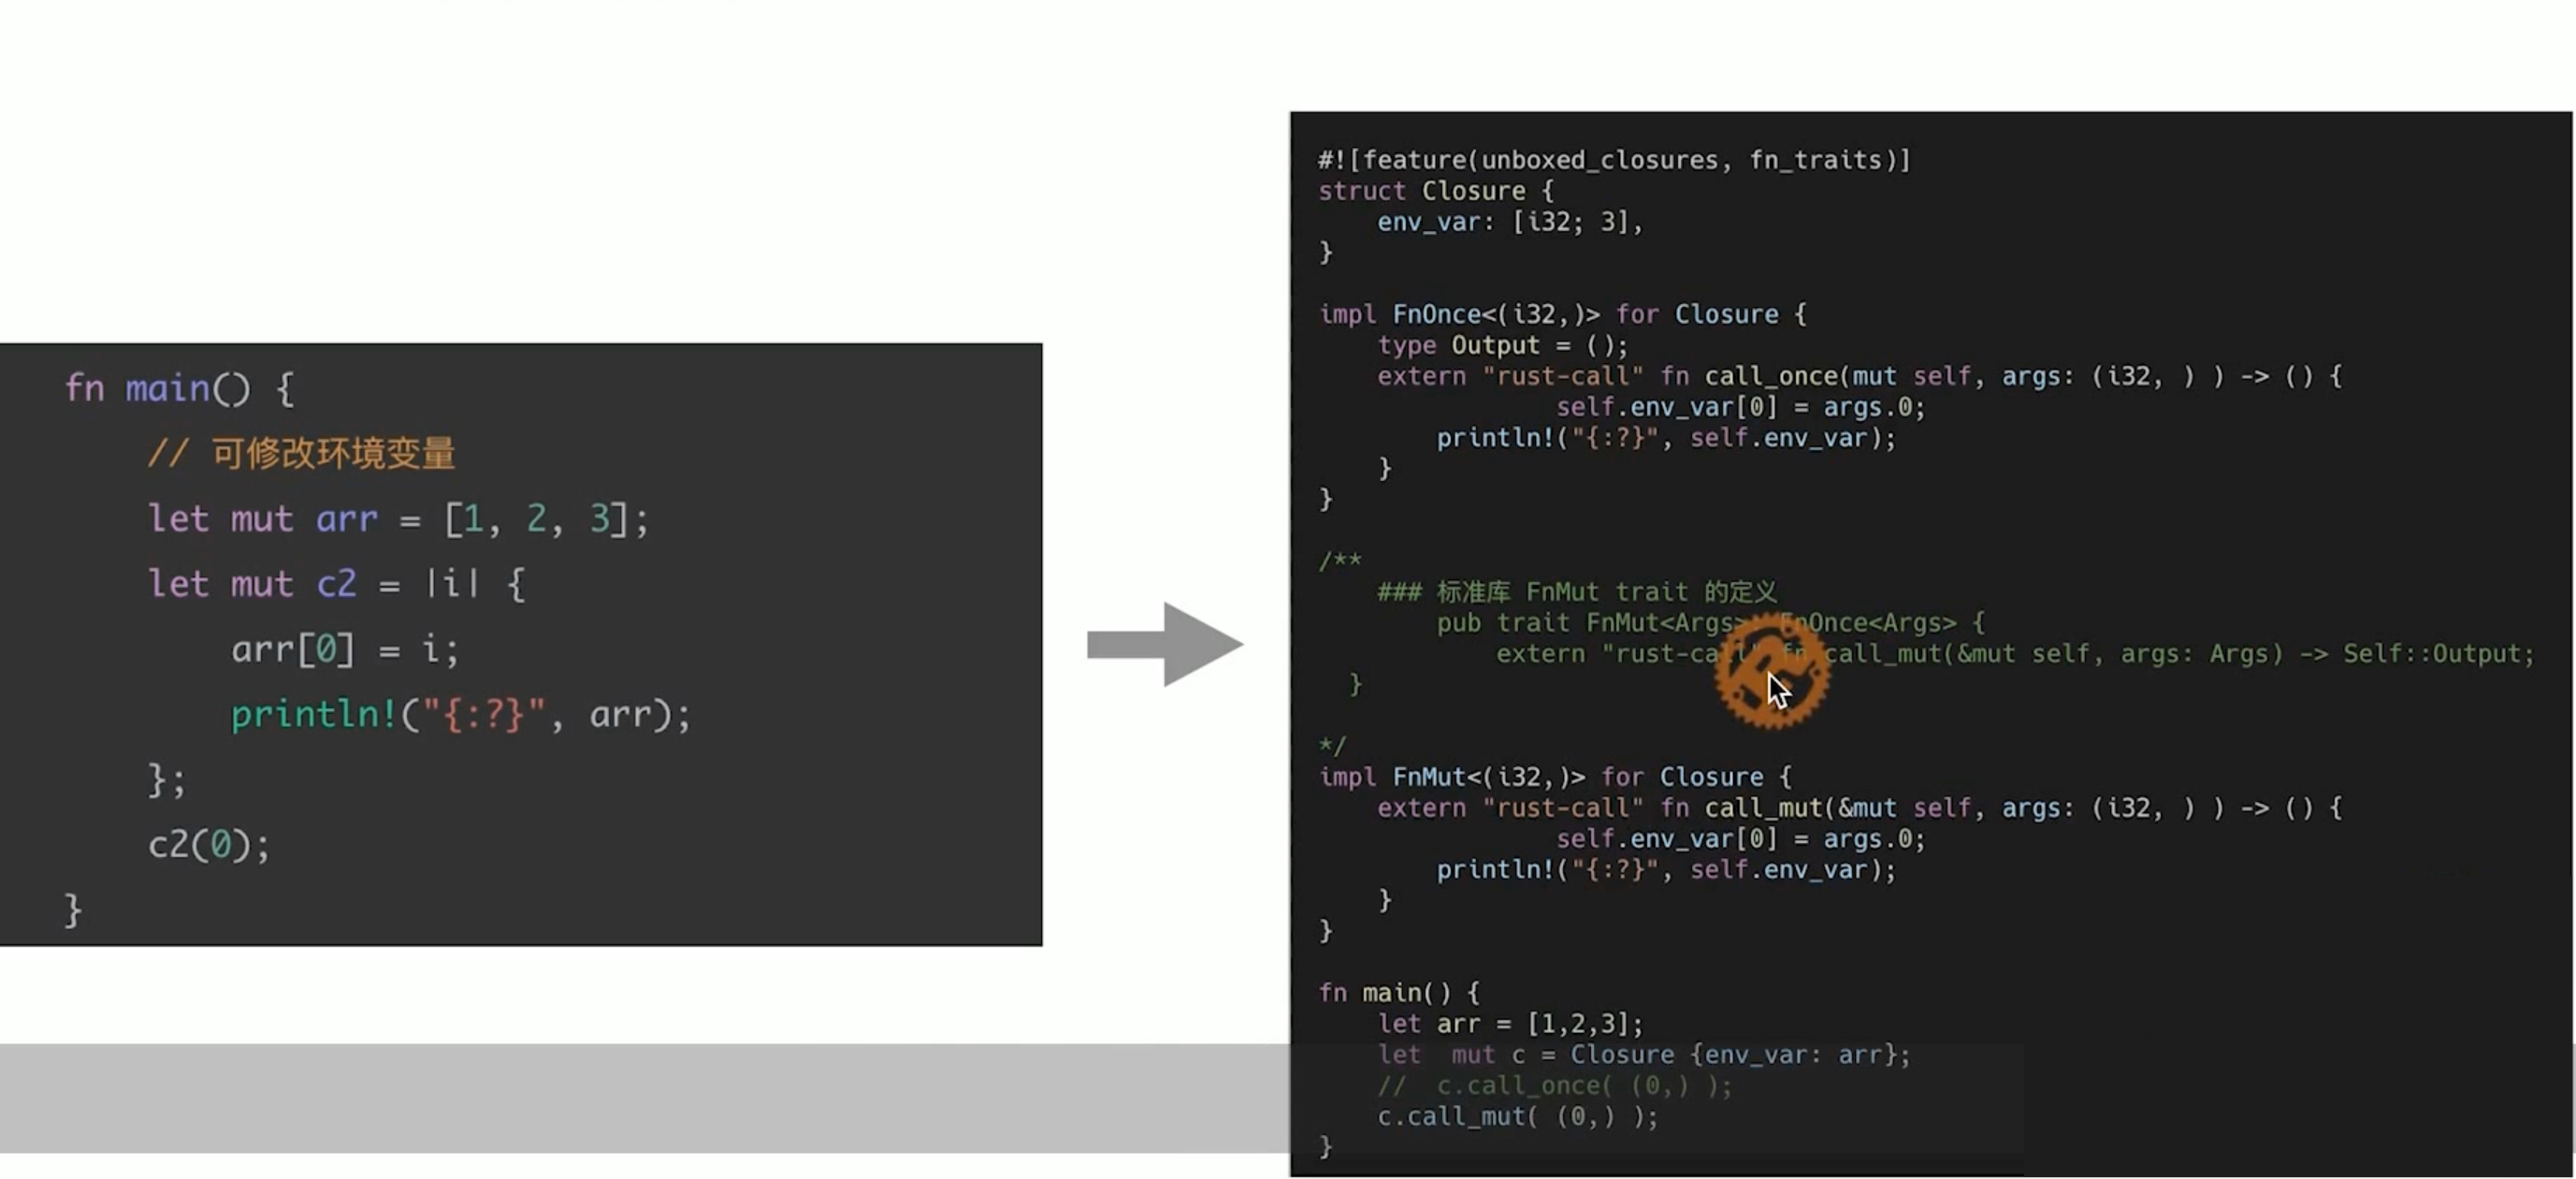 fn main() {
    // 可修改环境变量
    let mut arr = [1, 2, 3];
    let mut c2 = |i| {
        arr[0] = i;
        println!("{:?}", arr);
    };
    c2(0);
}
#![feature(unboxed_closures, fn_traits)]
struct Closure {
    env_var: [i32; 3],
}
impl FnOnce<(i32,)> for Closure {
    type Output = ();
    extern "rust-call" fn call_once(mut self, args: (i32, ) ) -> () {
                self.env_var[0] = args.0;
        println!("{:?}", self.env_var);
    }
}
/**
    ### 标准库 FnMut trait 的定义
        pub trait FnMut<Args>: FnOnce<Args> {
            extern "rust-call" fn call_mut(&mut self, args: Args) -> Self::Output;
  }
*/
impl FnMut<(i32,)> for Closure {
    extern "rust-call" fn call_mut(&mut self, args: (i32, ) ) -> () {
                self.env_var[0] = args.0;
        println!("{:?}", self.env_var);
    }
}
fn main() {
    let arr = [1,2,3];
    let  mut c = Closure {env_var: arr};
    //  c.call_once( (0,) );
    c.call_mut( (0,) );
}